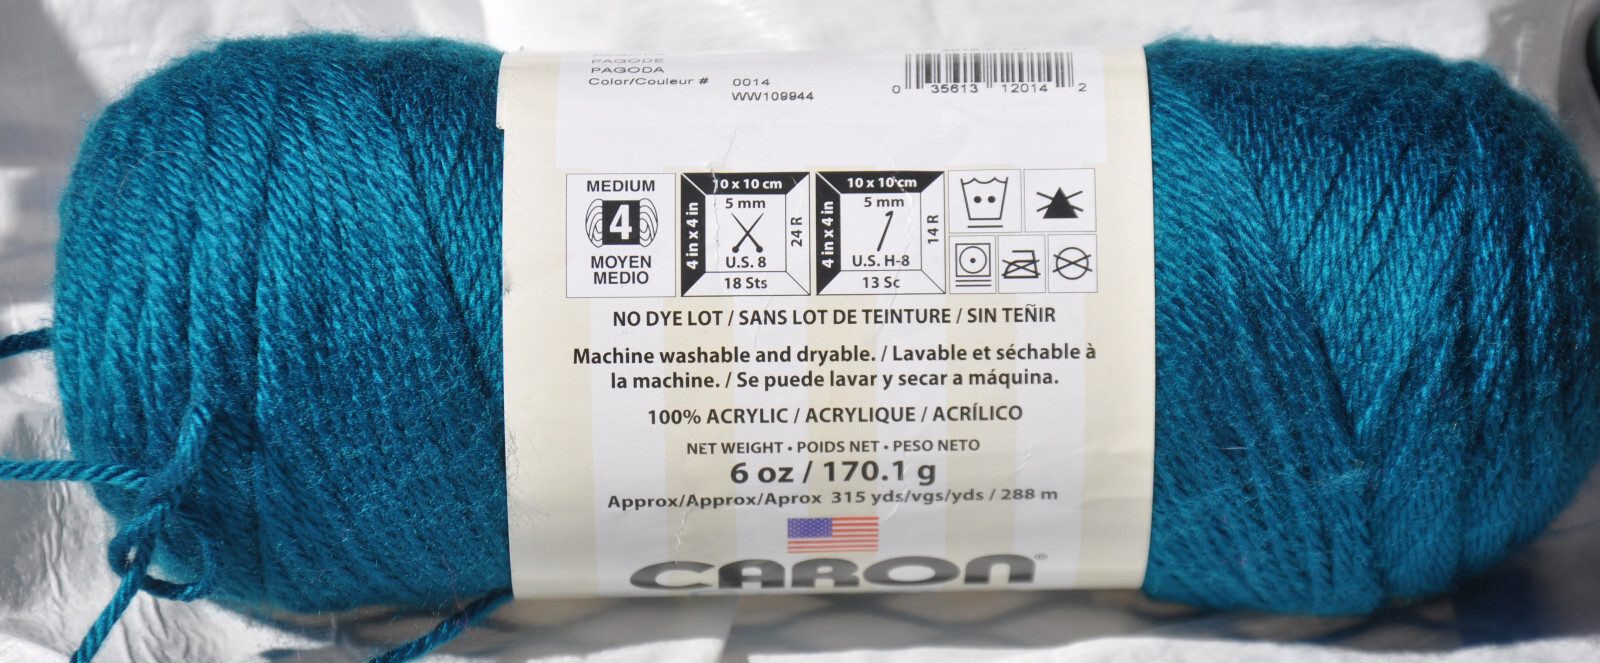 PAGODE
PAGODA
Color/Couleur # 0014
WW109944
0 35613 12014 2
MEDIUM
4
MOYEN
MEDIO
10 x 10 cm
4 in x 4 in
5 mm
24 R
U.S. 8
18 Sts
10 x 10 cm
4 in x 4 in
5 mm
14 R
U.S. H-8
13 Sc
NO DYE LOT / SANS LOT DE TEINTURE / SIN TEÑIR
Machine washable and dryable. / Lavable et séchable à
la machine. / Se puede lavar y secar a máquina.
100% ACRYLIC / ACRYLIQUE / ACRÍLICO
NET WEIGHT • POIDS NET • PESO NETO
6 oz / 170.1 g
Approx/Approx/Aprox 315 yds/vgs/yds / 288 m
CARON®